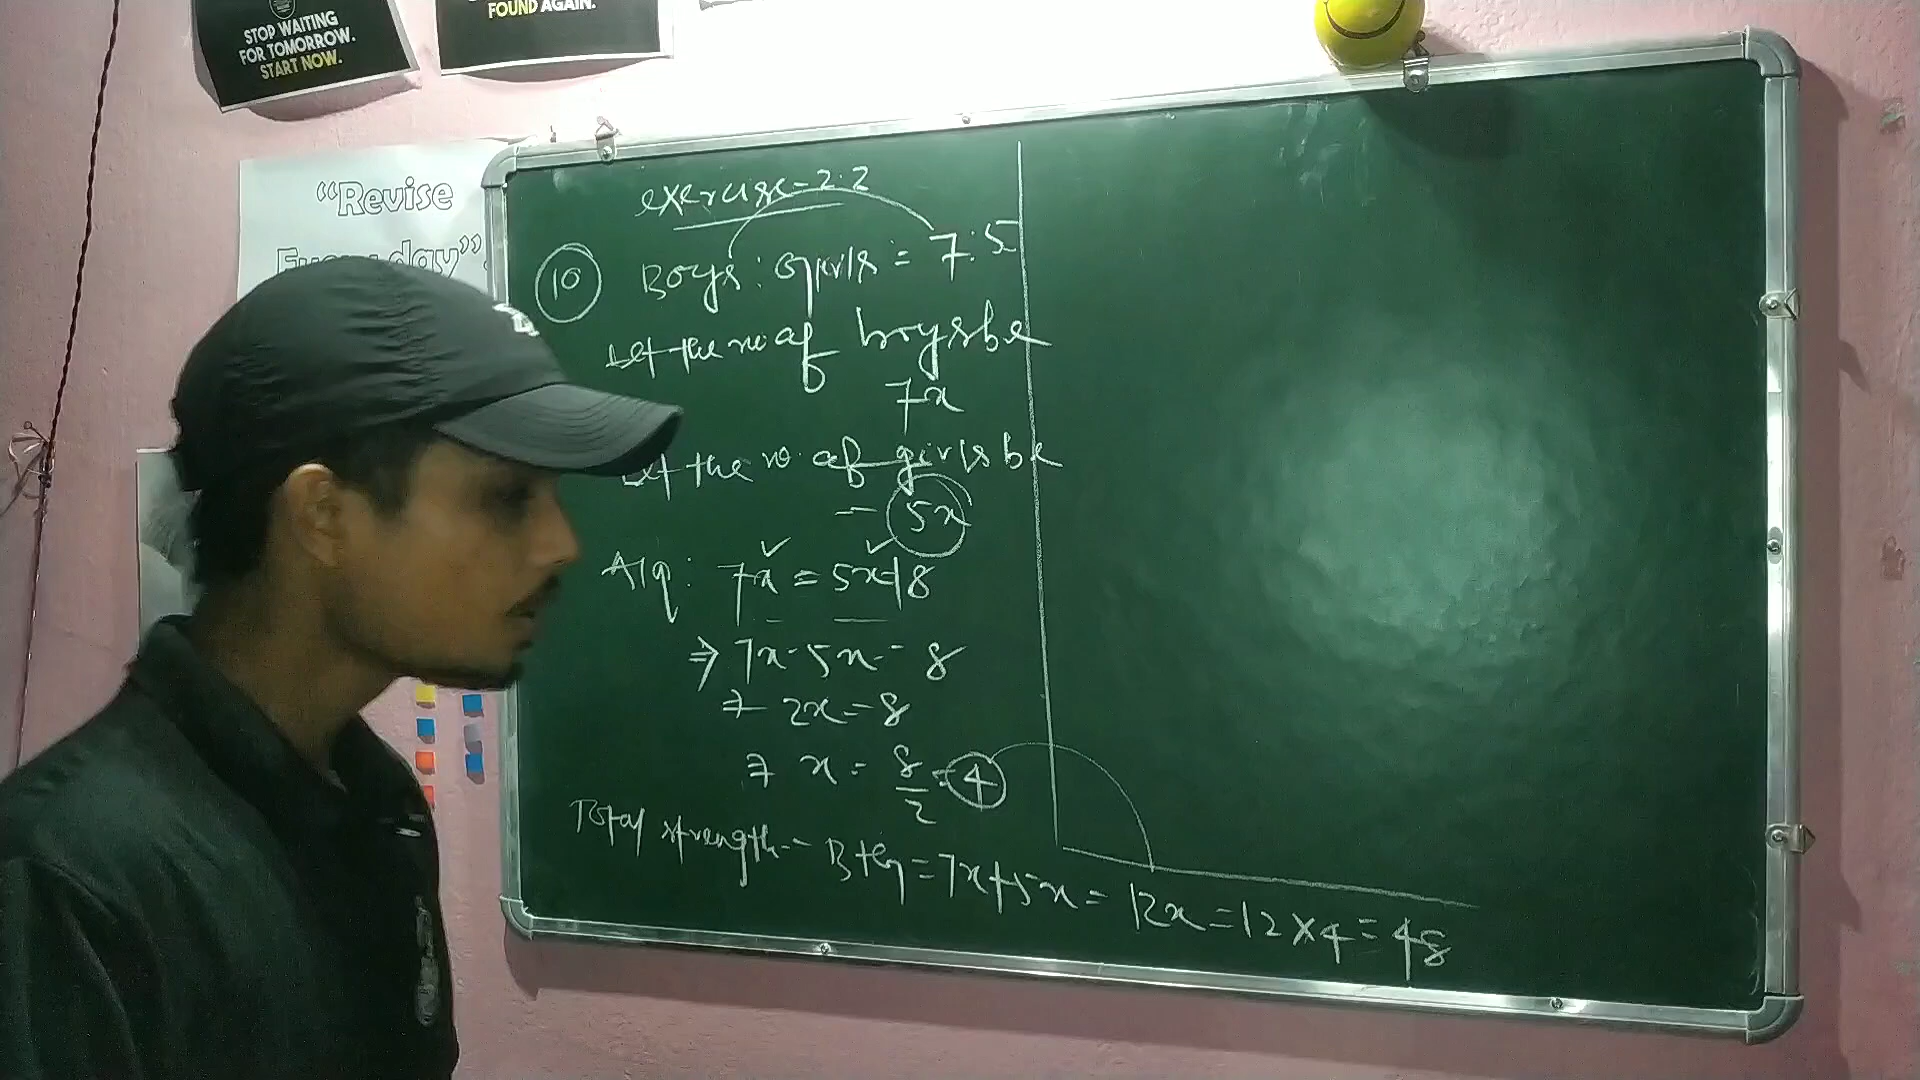 STOP WAITING
FOR TOMORROW.
START NOW.
FOUND AGAIN.
"Revise
exercise-2.2
10 Boys: Girls = 7:5
Let the no of boys be
7x
Let the no. of girls be
- 5x
A/q: 7x = 5x+8
⇒ 7x-5x = 8
⇒ 2x = 8
⇒ x = 8/2 = 4
Total strength - B+G = 7x+5x = 12x = 12×4 = 48